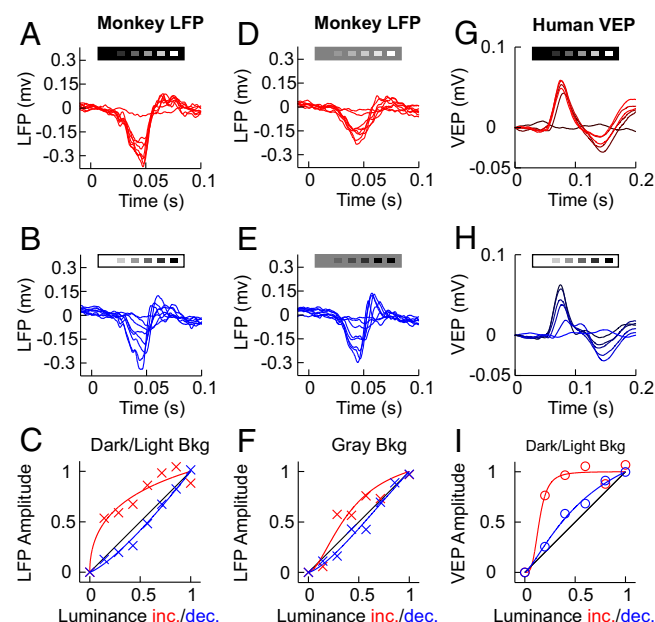 Monkey LFP
Monkey LFP
Human VEP
A
LFP (mv)
0.3
0.15
0
-0.15
-0.3
0
0.05
0.1
Time (s)
D
LFP (mv)
0.3
0.15
0
-0.15
-0.3
0
0.05
0.1
Time (s)
G
VEP (mV)
0.1
0
-0.05
0
0.1
0.2
Time (s)
B
LFP (mv)
0.3
0.15
0
-0.15
-0.3
0
0.05
0.1
Time (s)
E
LFP (mv)
0.3
0.15
0
-0.15
-0.3
0
0.05
0.1
Time (s)
H
VEP (mV)
0.1
0
-0.05
0
0.1
0.2
Time (s)
C
Dark/Light Bkg
LFP Amplitude
1
0.5
0
0
0.5
1
Luminance inc./dec.
F
Gray Bkg
LFP Amplitude
1
0.5
0
0
0.5
1
Luminance inc./dec.
I
Dark/Light Bkg
VEP Amplitude
1
0.5
0
0
0.5
1
Luminance inc./dec.